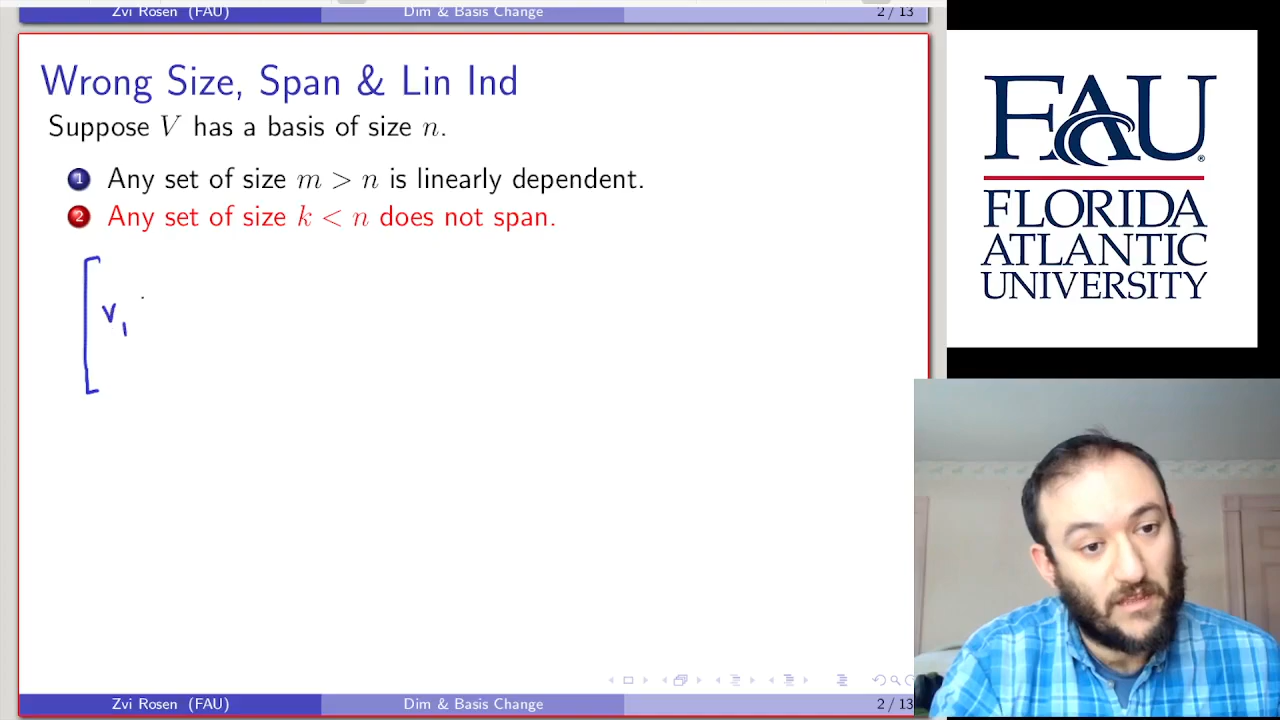 Zvi Rosen (FAU) Dim & Basis Change 2 / 13
Wrong Size, Span & Lin Ind
Suppose V has a basis of size n.
1 Any set of size m > n is linearly dependent.
2 Any set of size k < n does not span.
[ v₁
Zvi Rosen (FAU) Dim & Basis Change 2 / 13
FAU®
FLORIDA
ATLANTIC
UNIVERSITY